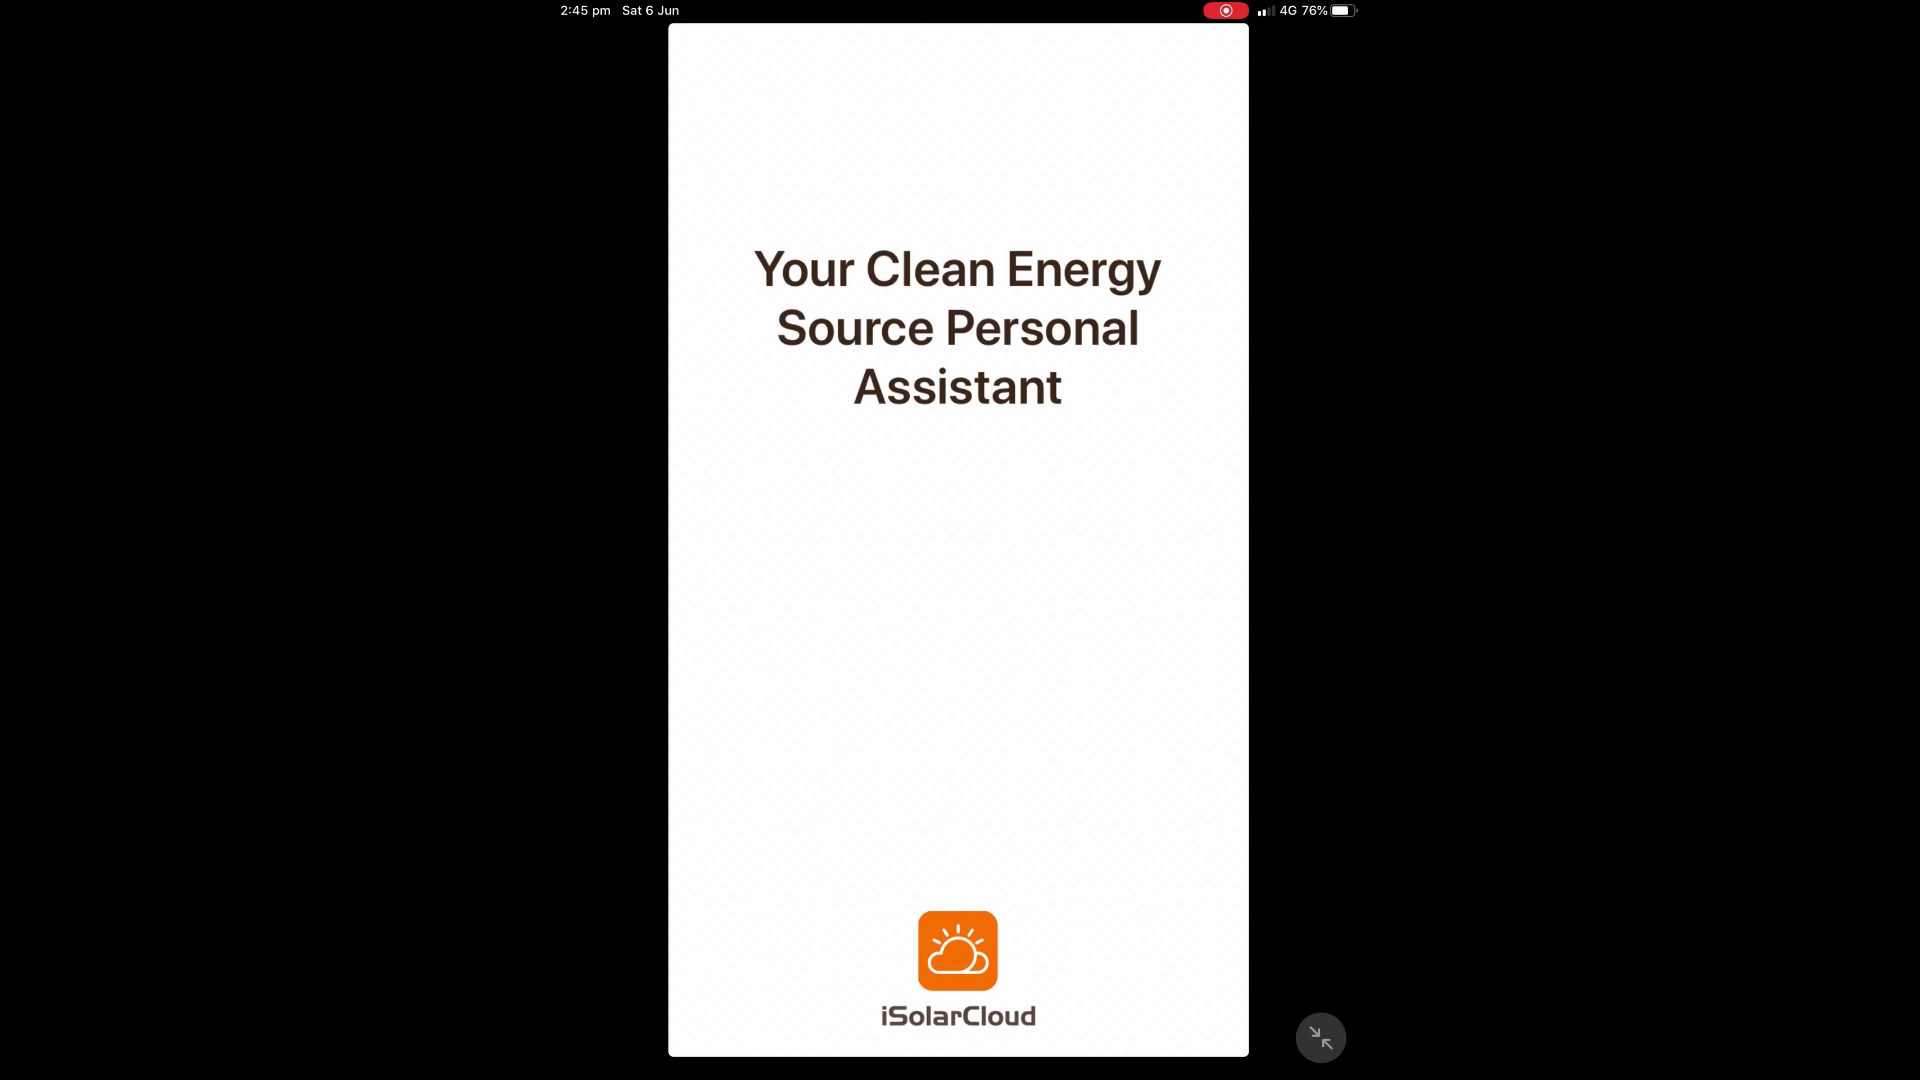 2:45 pm Sat 6 Jun
4G 76%
Your Clean Energy
Source Personal
Assistant
iSolarCloud